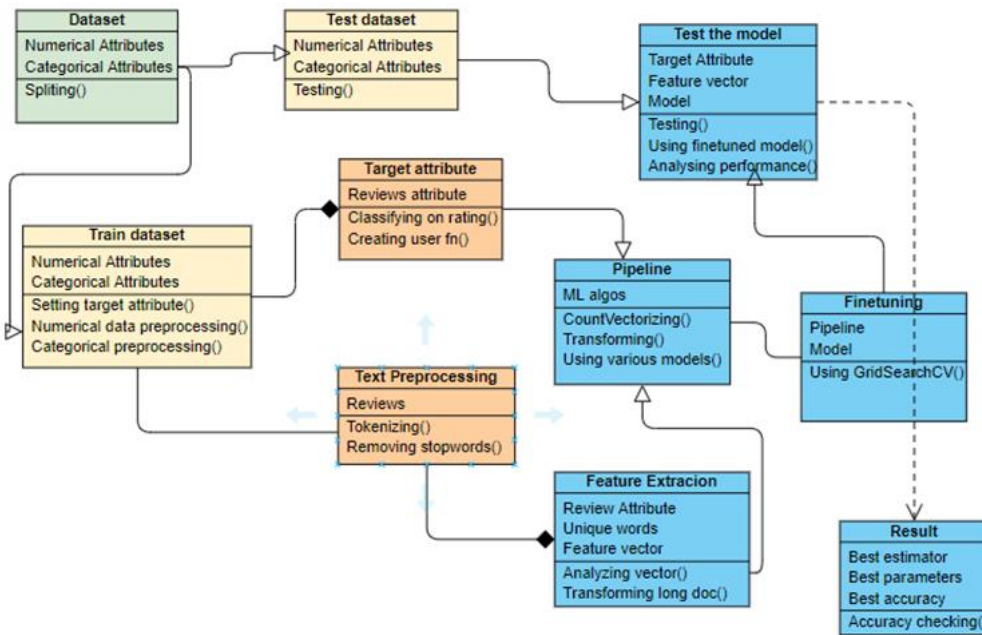 Dataset
Numerical Attributes
Categorical Attributes
Spliting()
Test dataset
Numerical Attributes
Categorical Attributes
Testing()
Test the model
Target Attribute
Feature vector
Model
Testing()
Using finetuned model()
Analysing performance()
Target attribute
Reviews attribute
Classifying on rating()
Creating user fn()
Train dataset
Numerical Attributes
Categorical Attributes
Setting target attribute()
Numerical data preprocessing()
Categorical preprocessing()
Pipeline
ML algos
CountVectorizing()
Transforming()
Using various models()
Finetuning
Pipeline
Model
Using GridSearchCV()
Text Preprocessing
Reviews
Tokenizing()
Removing stopwords()
Feature Extracion
Review Attribute
Unique words
Feature vector
Analyzing vector()
Transforming long doc()
Result
Best estimator
Best parameters
Best accuracy
Accuracy checking()